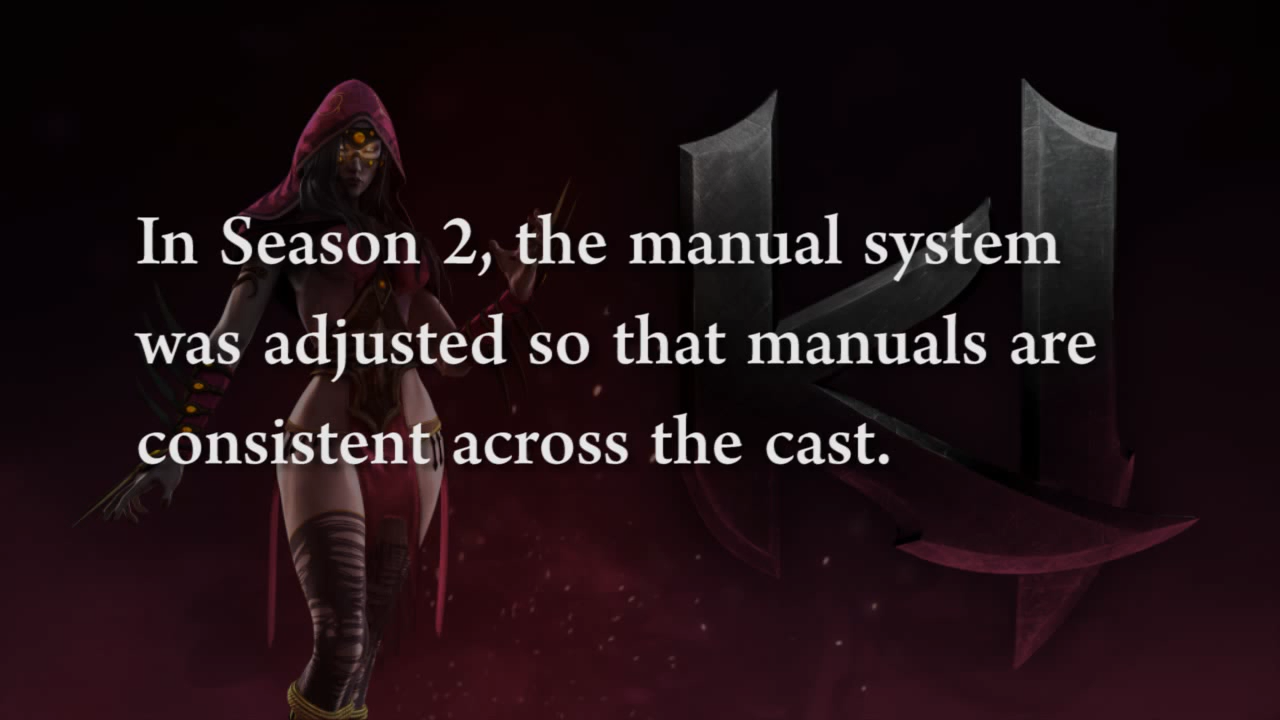 In Season 2, the manual system
was adjusted so that manuals are
consistent across the cast.